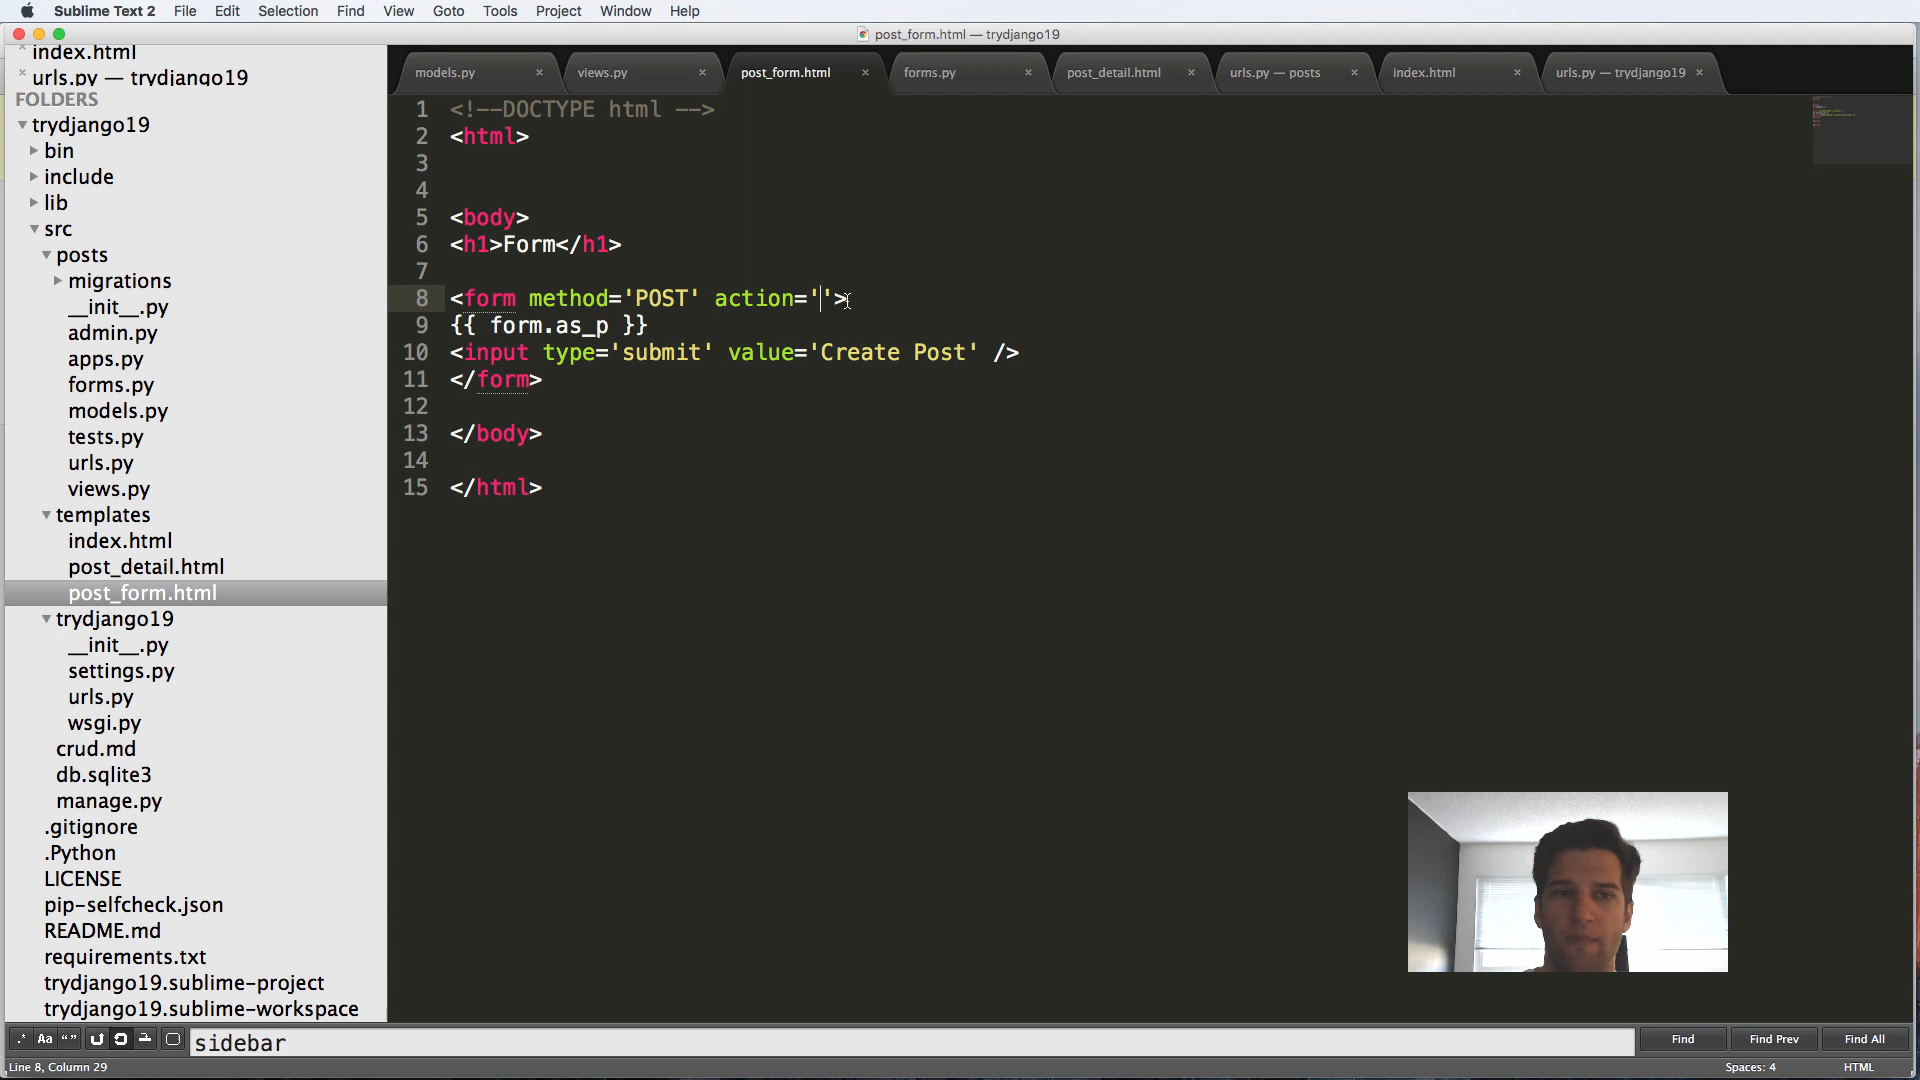 Sublime Text 2 File Edit Selection Find View Goto Tools Project Window Help
post_form.html — trydjango19
index.html
urls.py — trydjango19
FOLDERS
trydjango19
bin
include
lib
src
posts
migrations
__init__.py
admin.py
apps.py
forms.py
models.py
tests.py
urls.py
views.py
templates
index.html
post_detail.html
post_form.html
trydjango19
__init__.py
settings.py
urls.py
wsgi.py
crud.md
db.sqlite3
manage.py
.gitignore
.Python
LICENSE
pip-selfcheck.json
README.md
requirements.txt
trydjango19.sublime-project
trydjango19.sublime-workspace
models.py views.py post_form.html forms.py post_detail.html urls.py — posts index.html urls.py — trydjango19
1 <!--DOCTYPE html -->
2 <html>
3
4
5 <body>
6 <h1>Form</h1>
7
8 <form method='POST' action=''>
9 {{ form.as_p }}
10 <input type='submit' value='Create Post' />
11 </form>
12
13 </body>
14
15 </html>
.* Aa “” sidebar Find Find Prev Find All
Line 8, Column 29 Spaces: 4 HTML